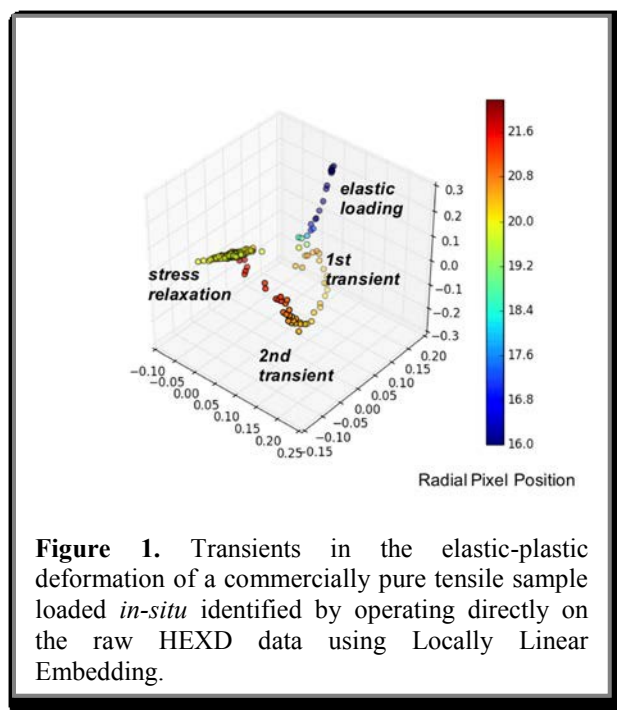 21.6
elastic
loading
0.3
20.8
0.2
0.1
20.0
1st
transient
0.0
stress
relaxation
-0.1
19.2
-0.2
18.4
2nd
transient
-0.3
-0.10
0.20
17.6
-0.05
0.15
0.00
0.10
0.05
0.05
0.10
0.00
16.8
0.15
-0.05
0.20
-0.10
0.25
-0.15
16.0
Radial Pixel Position
Figure 1. Transients in the elastic-plastic
deformation of a commercially pure tensile sample
loaded in-situ identified by operating directly on
the raw HEXD data using Locally Linear
Embedding.